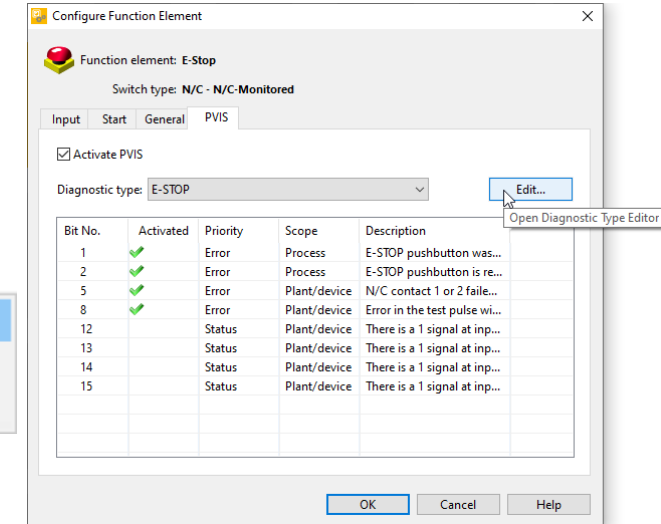 Configure Function Element
Function element: E-Stop
Switch type: N/C - N/C-Monitored
Input Start General PVIS
Activate PVIS
Diagnostic type: E-STOP Edit...
Open Diagnostic Type Editor
Bit No. Activated Priority Scope Description
1 Error Process E-STOP pushbutton was...
2 Error Process E-STOP pushbutton is re...
5 Error Plant/device N/C contact 1 or 2 faile...
8 Error Plant/device Error in the test pulse wi...
12 Status Plant/device There is a 1 signal at inp...
13 Status Plant/device There is a 1 signal at inp...
14 Status Plant/device There is a 1 signal at inp...
15 Status Plant/device There is a 1 signal at inp...
OK Cancel Help